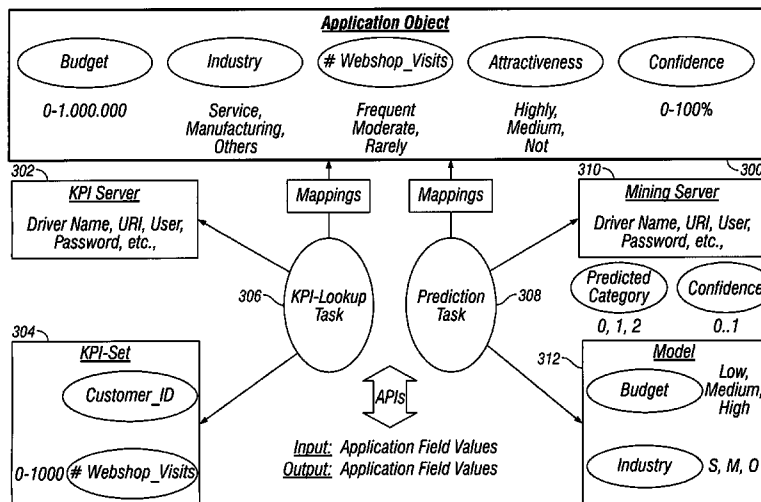 Application Object
Budget
Industry
# Webshop_Visits
Attractiveness
Confidence
0-1.000.000
Service,
Manufacturing,
Others
Frequent
Moderate,
Rarely
Highly,
Medium,
Not
0-100%
300
302
KPI Server
Driver Name, URI, User,
Password, etc.,
Mappings
Mappings
310
Mining Server
Driver Name, URI, User,
Password, etc.,
306
KPI-Lookup
Task
Prediction
Task
308
Predicted
Category
0, 1, 2
Confidence
0..1
304
KPI-Set
Customer_ID
0-1000
# Webshop_Visits
APIs
Input: Application Field Values
Output: Application Field Values
312
Model
Budget
Low,
Medium,
High
Industry
S, M, O